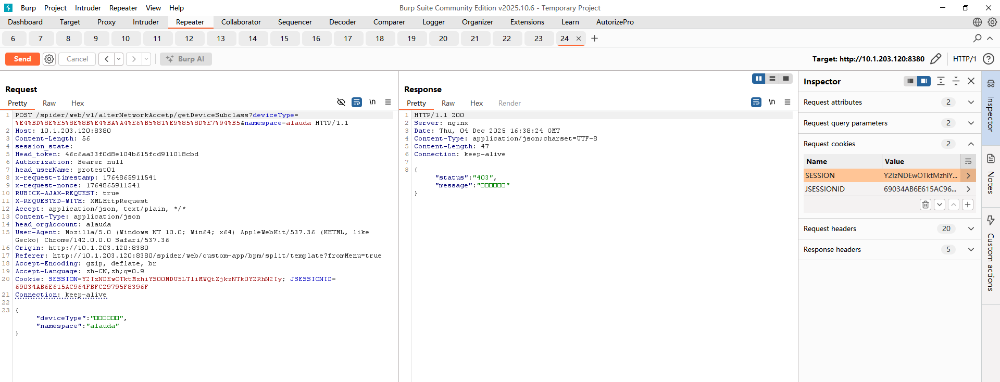 Burp Project Intruder Repeater View Help
Burp Suite Community Edition v2025.10.6 - Temporary Project
Dashboard Target Proxy Intruder Repeater Collaborator Sequencer Decoder Comparer Logger Organizer Extensions Learn AutorizePro
6 7 8 9 10 11 12 13 14 15 16 17 18 19 20 21 22 23 24 × +
Send Cancel < > Burp AI
Target: http://10.1.203.120:8380 HTTP/1 ?
Request
Pretty Raw Hex \n
1 POST /spider/web/v1/alterNetworkAccetp/getDeviceSubclass?deviceType=
%E4%BD%8E%E5%8E%8B%E4%BA%A4%E6%B5%81%E9%85%8D%E7%94%B5&namespace=alauda HTTP/1.1
2 Host: 10.1.203.120:8380
3 Content-Length: 56
4 session_state:
5 Head_token: 46c6aa33f0d8e104b615fcd911018cbd
6 Authorization: Bearer null
7 head_userName: protest01
8 x-request-timestamp: 1764865911541
9 x-request-nonce: 1764865911541
10 RUBICK-AJAX-REQUEST: true
11 X-REQUESTED-WITH: XMLHttpRequest
12 Accept: application/json, text/plain, */*
13 Content-Type: application/json
14 head_orgAccount: alauda
15 User-Agent: Mozilla/5.0 (Windows NT 10.0; Win64; x64) AppleWebKit/537.36 (KHTML, like
Gecko) Chrome/142.0.0.0 Safari/537.36
16 Origin: http://10.1.203.120:8380
17 Referer: http://10.1.203.120:8380/spider/web/custom-app/bpm/split/template?fromMenu=true
18 Accept-Encoding: gzip, deflate, br
19 Accept-Language: zh-CN,zh;q=0.9
20 Cookie: SESSION=Y2IzNDEwOTktMzhiYS00MDU5LTliMWQtZjkzNTk0Y2RhN2Iy; JSESSIONID=
69034AB6E615AC964FBFC29795F8396F
21 Connection: keep-alive
22
23 {
"deviceType":"□□□□□□",
"namespace":"alauda"
}
Response
Pretty Raw Hex Render \n
1 HTTP/1.1 200
2 Server: nginx
3 Date: Thu, 04 Dec 2025 16:38:24 GMT
4 Content-Type: application/json;charset=UTF-8
5 Content-Length: 47
6 Connection: keep-alive
7
8 {
"status":"403",
"message":"□□□□□□"
}
Inspector
Request attributes 2
Request query parameters 2
Request cookies 2
Name Value
SESSION Y2IzNDEwOTktMzhiY... >
JSESSIONID 69034AB6E615AC96... >
Request headers 20
Response headers 5
Inspector
Notes
Custom actions